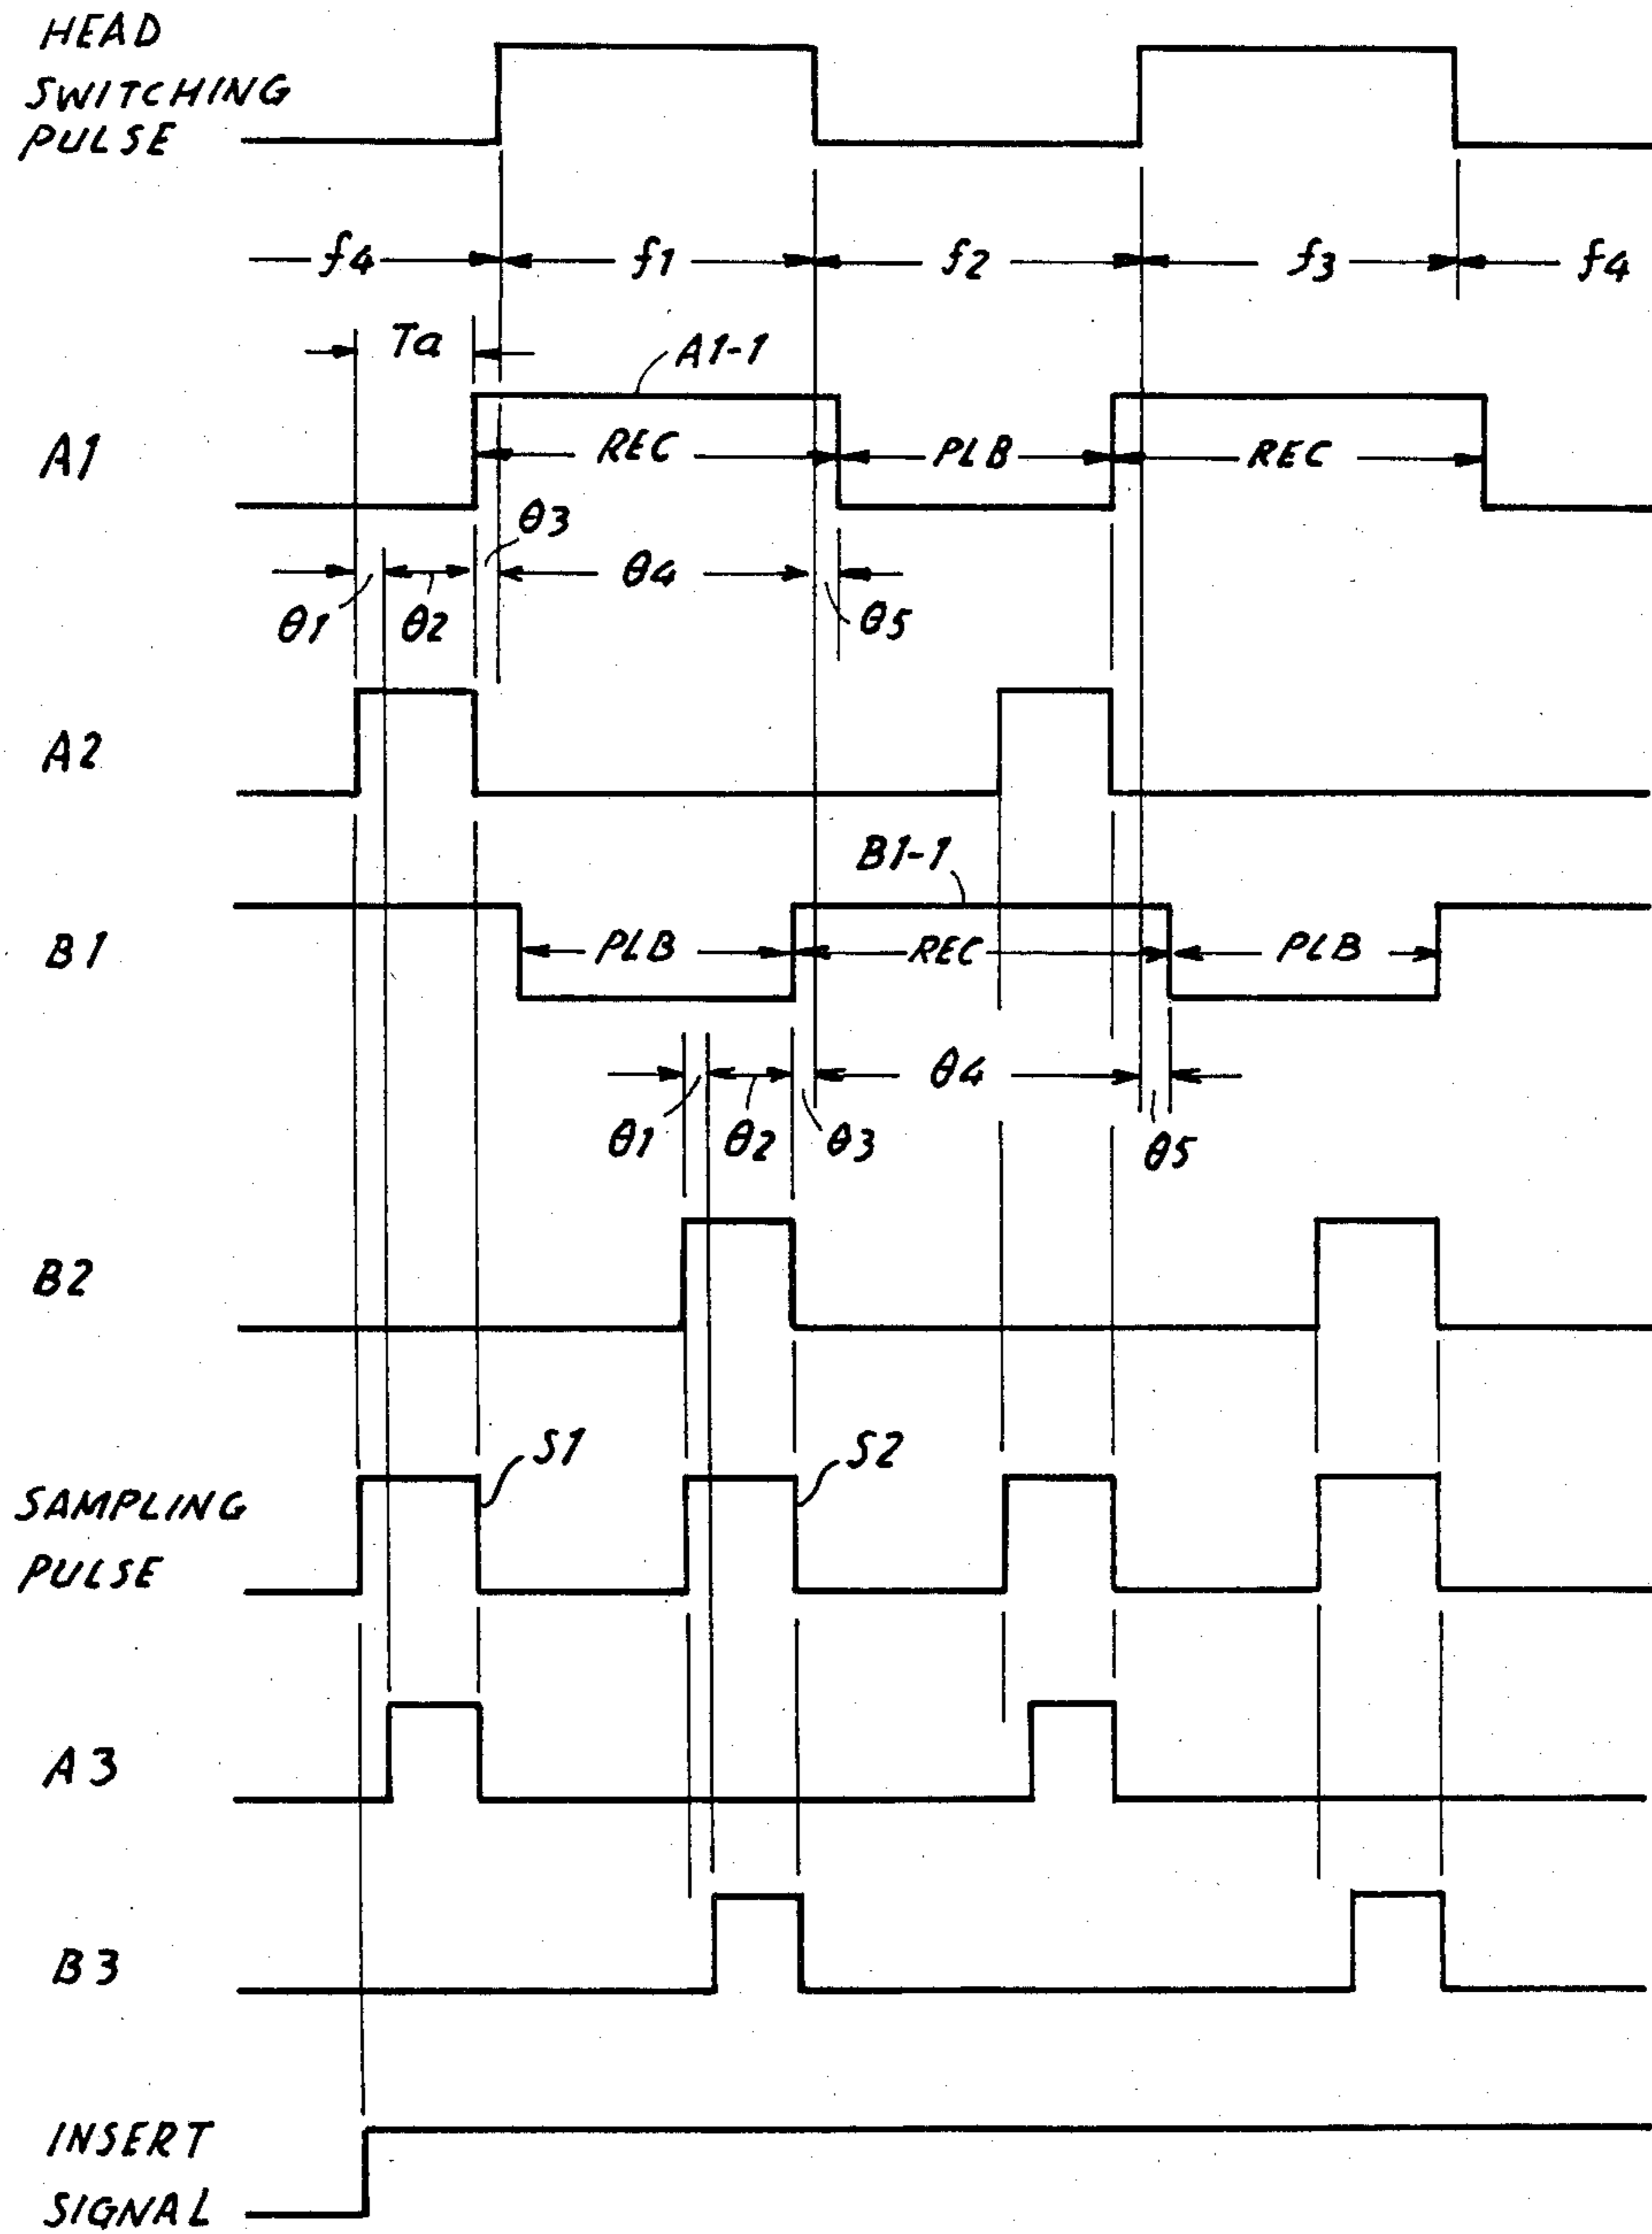 HEAD
SWITCHING
PULSE
f4 f1 f2 f3 f4
Ta
A1-1
A1
REC PLB REC
θ3
θ4
θ1 θ2 θ5
A2
B1-1
B1
PLB REC PLB
θ4
θ1 θ2 θ3 θ5
B2
S1 S2
SAMPLING
PULSE
A3
B3
INSERT
SIGNAL